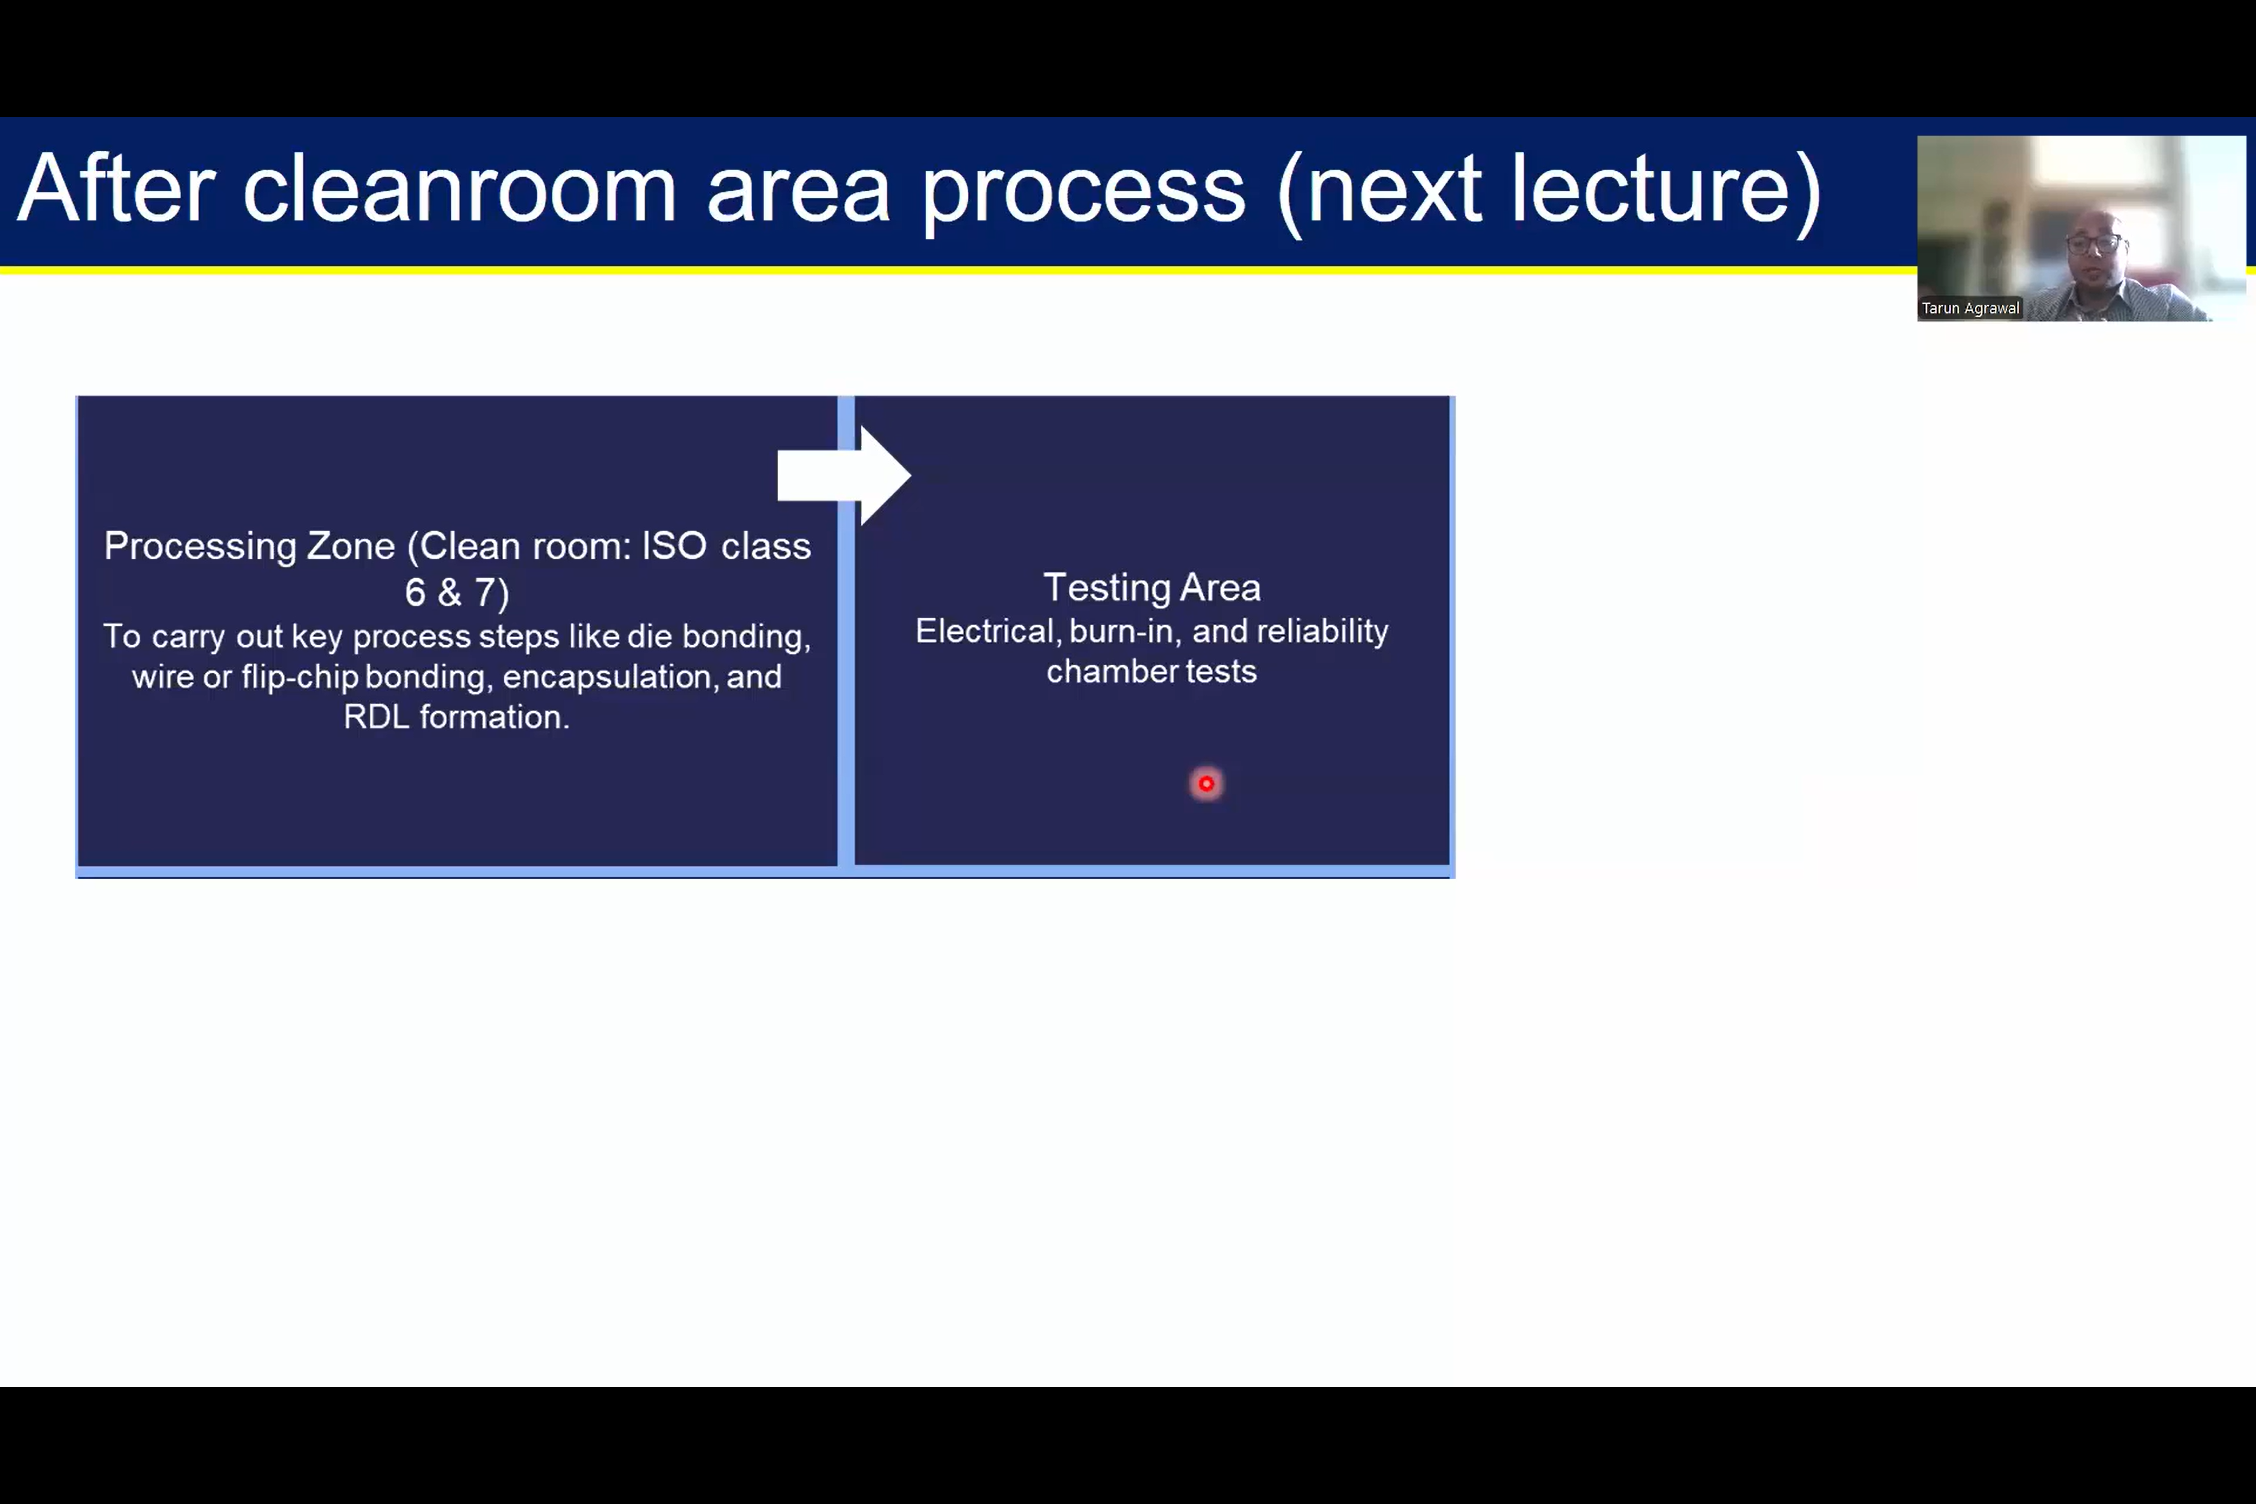 After cleanroom area process (next lecture)
Tarun Agrawal
Processing Zone (Clean room: ISO class
6 & 7)
To carry out key process steps like die bonding,
wire or flip-chip bonding, encapsulation, and
RDL formation.
Testing Area
Electrical, burn-in, and reliability
chamber tests